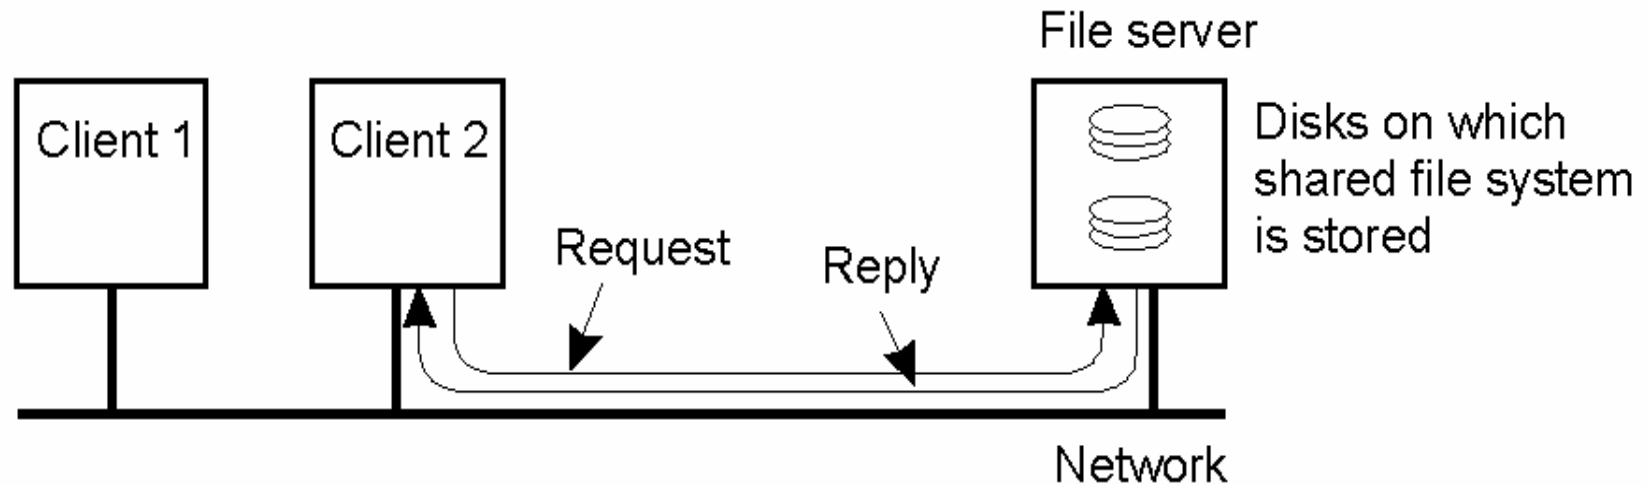 File server
Client 1
Client 2
Disks on which
shared file system
is stored
Request
Reply
Network